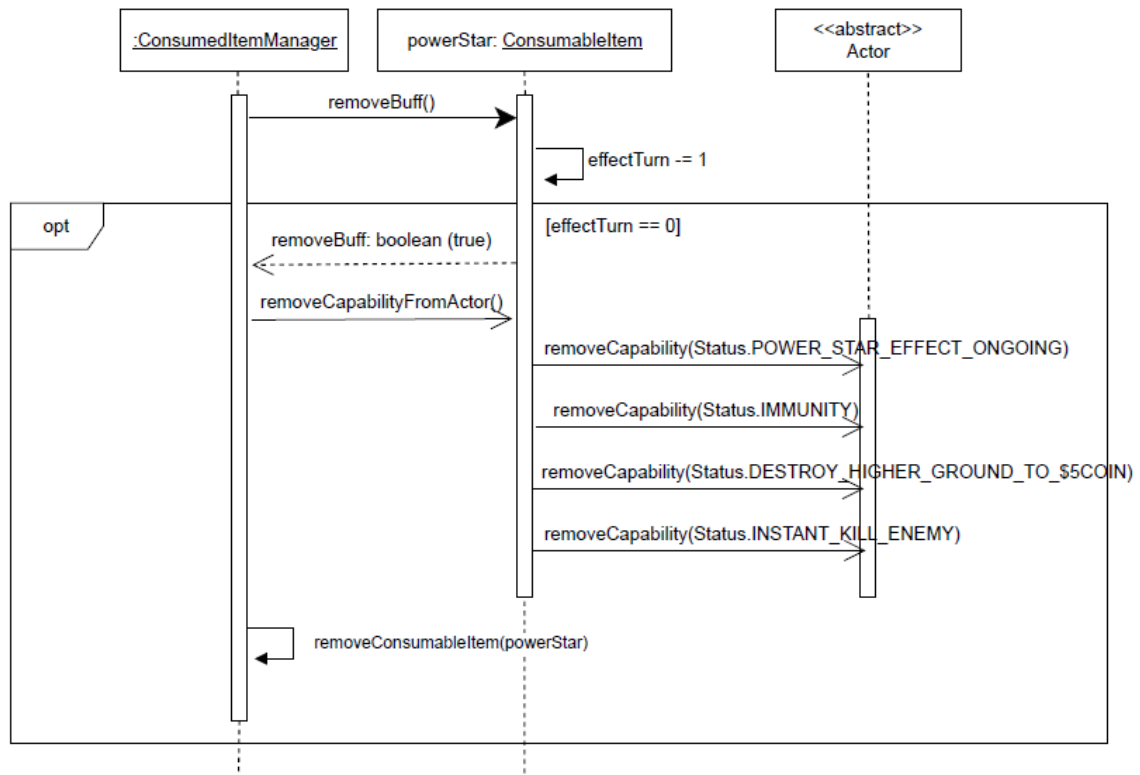 :ConsumedItemManager
powerStar: ConsumableItem
<<abstract>>
Actor
removeBuff()
effectTurn -= 1
opt
[effectTurn == 0]
removeBuff: boolean (true)
removeCapabilityFromActor()
removeCapability(Status.POWER_STAR_EFFECT_ONGOING)
removeCapability(Status.IMMUNITY)
removeCapability(Status.DESTROY_HIGHER_GROUND_TO_$5COIN)
removeCapability(Status.INSTANT_KILL_ENEMY)
removeConsumableItem(powerStar)